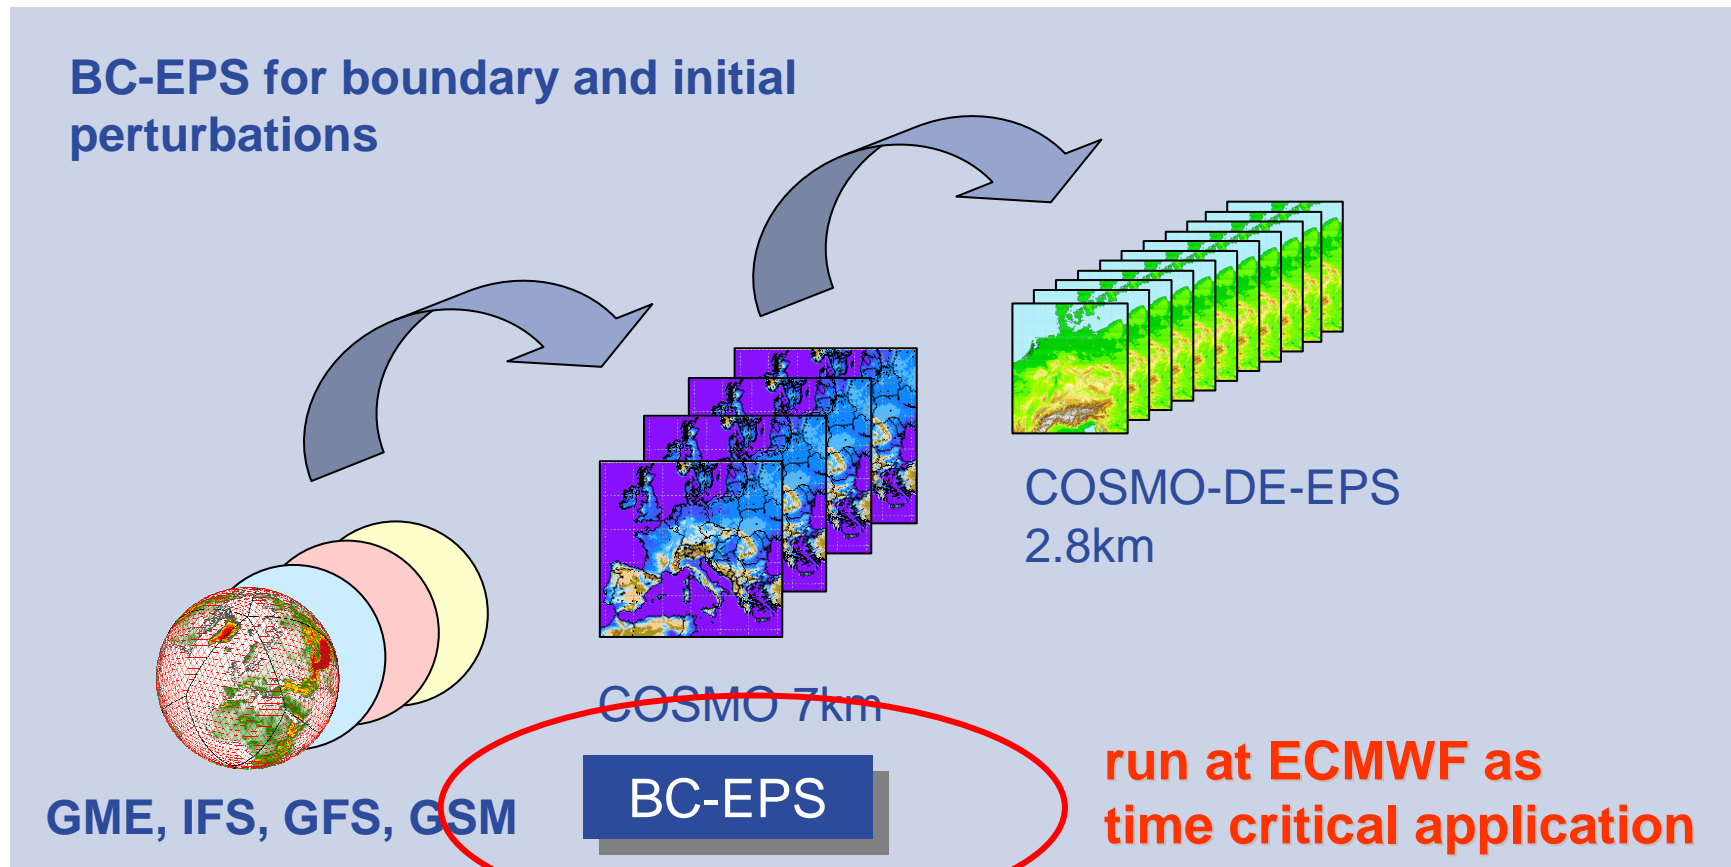 BC-EPS for boundary and initial
perturbations
COSMO-DE-EPS
2.8km
COSMO 7km
BC-EPS
GME, IFS, GFS, GSM
run at ECMWF as
time critical application